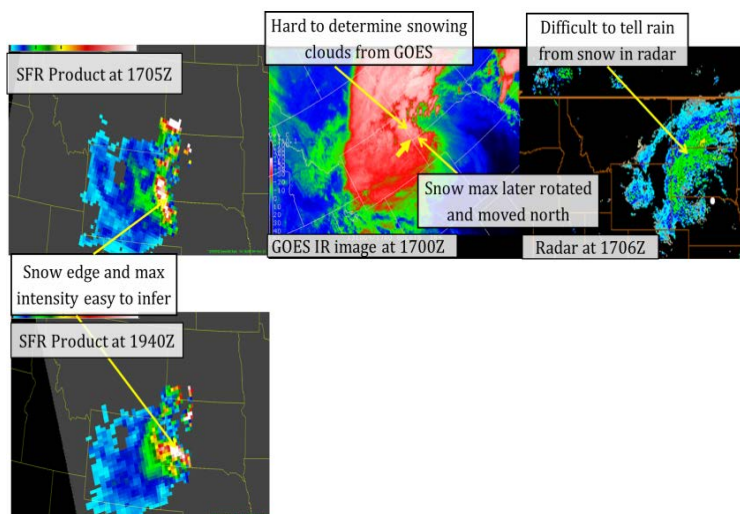 Hard to determine snowing
clouds from GOES
Difficult to tell rain
from snow in radar
SFR Product at 1705Z
Snow max later rotated
and moved north
GOES IR image at 1700Z
Radar at 1706Z
Snow edge and max
intensity easy to infer
SFR Product at 1940Z